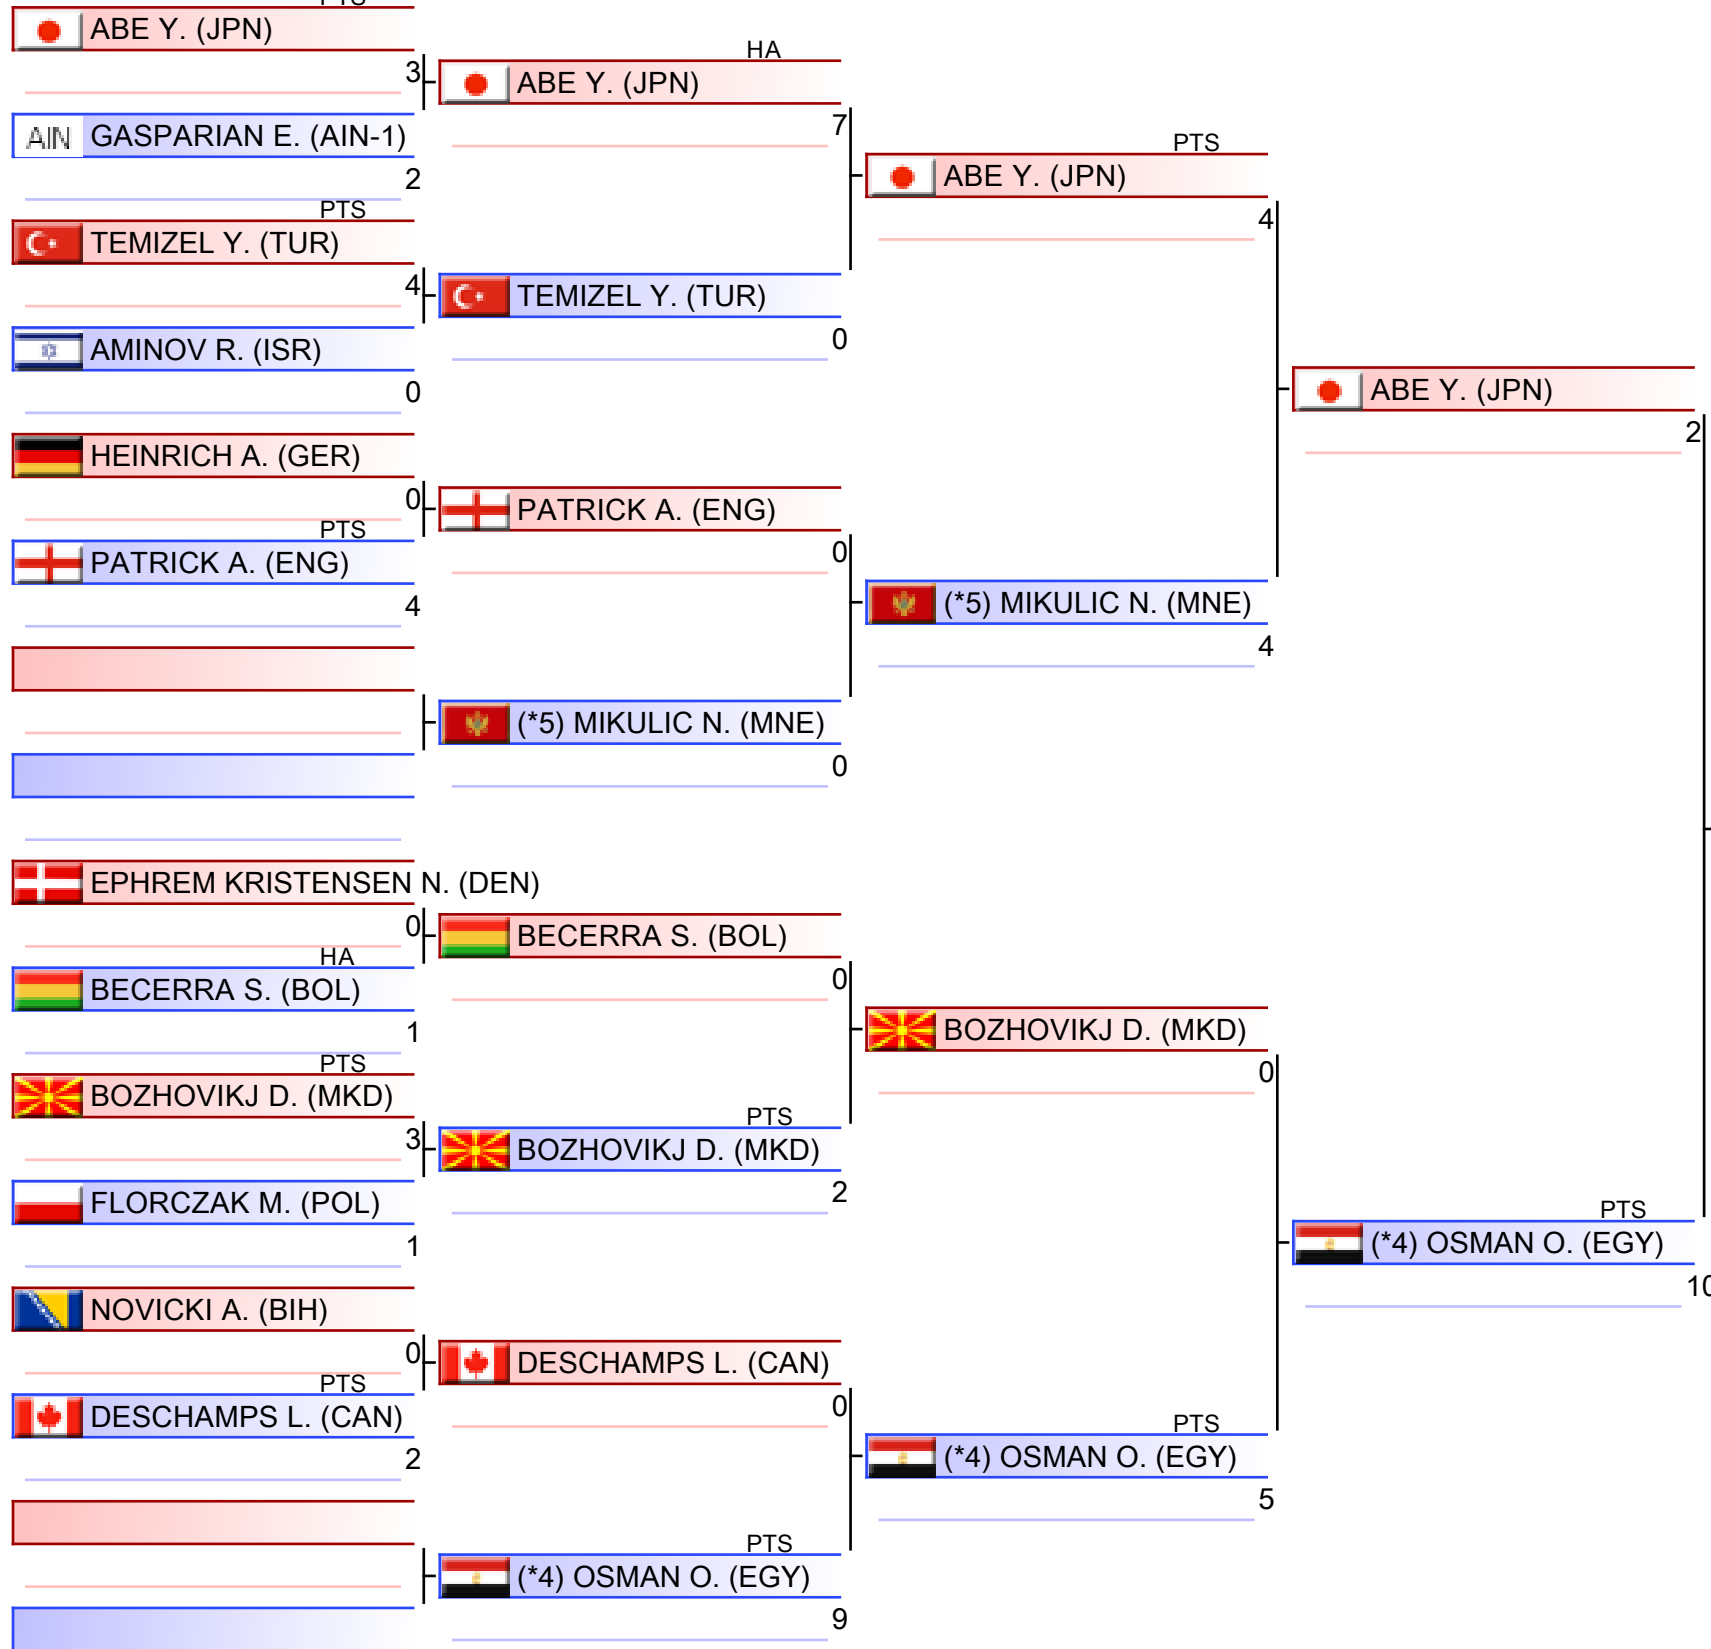 PTS
ABE Y. (JPN)
3
AIN GASPARIAN E. (AIN-1)
2
PTS
TEMIZEL Y. (TUR)
4
AMINOV R. (ISR)
0
HEINRICH A. (GER)
0
PTS
PATRICK A. (ENG)
4
EPHREM KRISTENSEN N. (DEN)
0
HA
BECERRA S. (BOL)
1
PTS
BOZHOVIKJ D. (MKD)
3
FLORCZAK M. (POL)
1
NOVICKI A. (BIH)
0
PTS
DESCHAMPS L. (CAN)
2
HA
ABE Y. (JPN)
7
TEMIZEL Y. (TUR)
0
PATRICK A. (ENG)
0
(*5) MIKULIC N. (MNE)
0
BECERRA S. (BOL)
0
PTS
BOZHOVIKJ D. (MKD)
2
DESCHAMPS L. (CAN)
0
PTS
(*4) OSMAN O. (EGY)
9
PTS
ABE Y. (JPN)
4
(*5) MIKULIC N. (MNE)
4
BOZHOVIKJ D. (MKD)
0
PTS
(*4) OSMAN O. (EGY)
5
ABE Y. (JPN)
2
PTS
(*4) OSMAN O. (EGY)
10